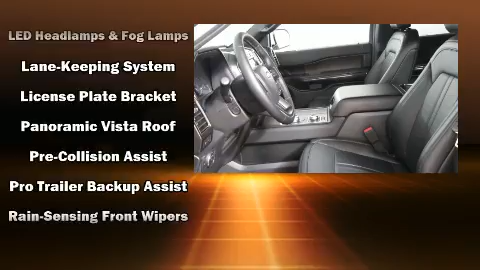 LED Headlamps & Fog Lamps
Lane-Keeping System
License Plate Bracket
Panoramic Vista Roof
Pre-Collision Assist
Pro Trailer Backup Assist
Rain-Sensing Front Wipers